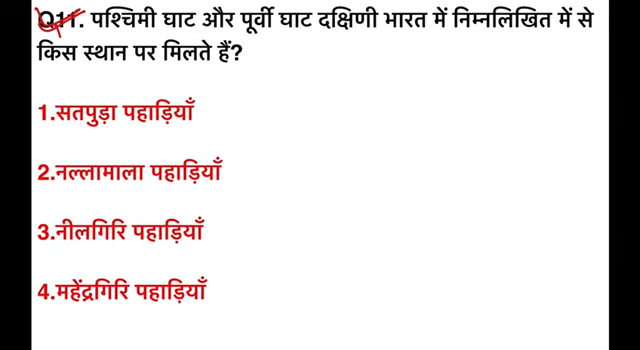 Q11. पश्चिमी घाट और पूर्वी घाट दक्षिणी भारत में निम्नलिखित में से
किस स्थान पर मिलते हैं?
1.सतपुड़ा पहाड़ियाँ
2.नल्लामाला पहाड़ियाँ
3.नीलगिरि पहाड़ियाँ
4.महेंद्रगिरि पहाड़ियाँ